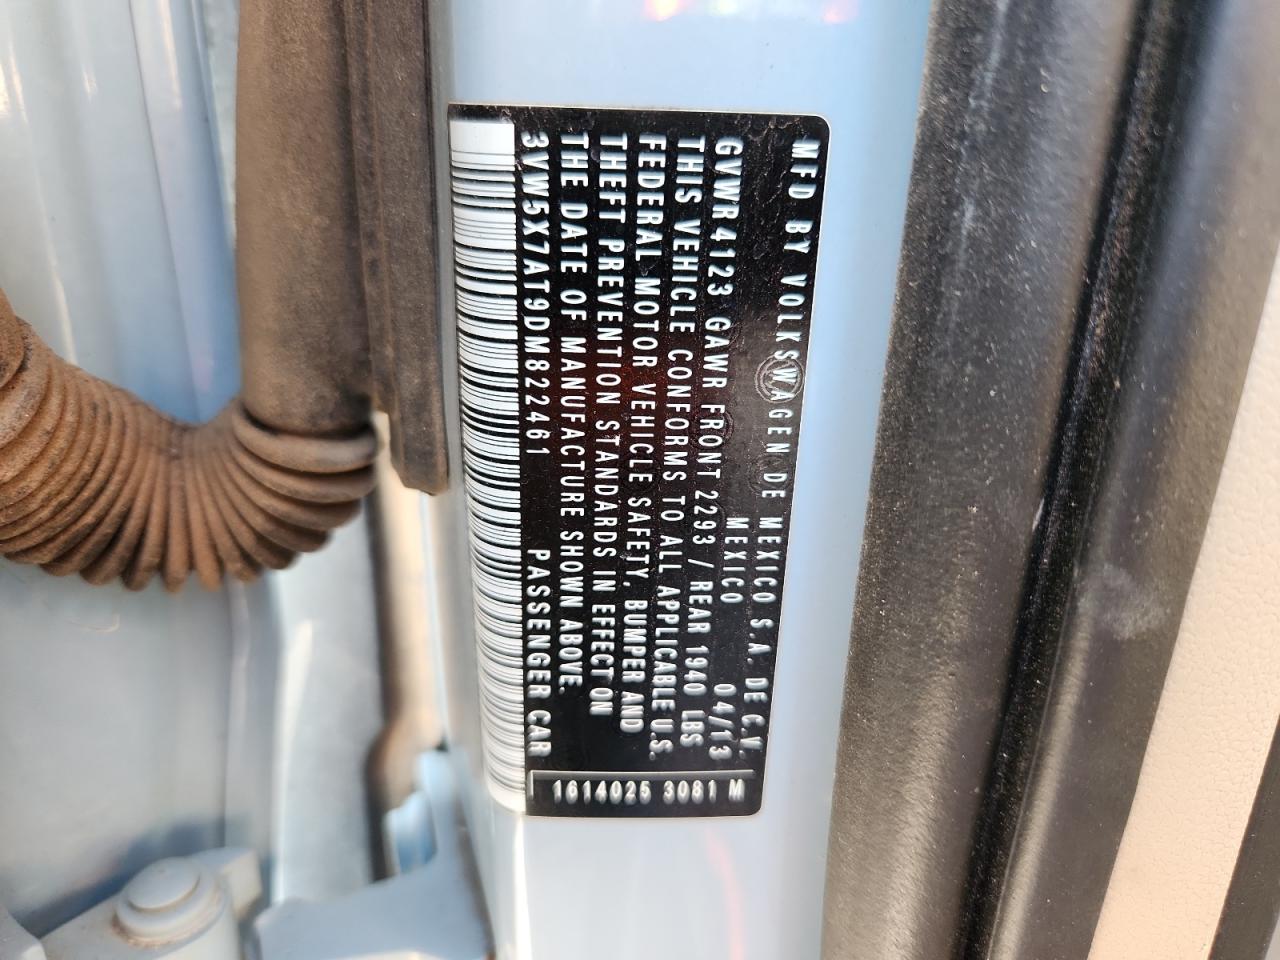 MFD BY VOLKSWAGEN DE MEXICO S.A. DE C.V.
MEXICO 04/13
GVWR 4123 GAWR FRONT 2293 / REAR 1940 LBS
THIS VEHICLE CONFORMS TO ALL APPLICABLE U.S.
FEDERAL MOTOR VEHICLE SAFETY, BUMPER AND
THEFT PREVENTION STANDARDS IN EFFECT ON
THE DATE OF MANUFACTURE SHOWN ABOVE.
3VW5X7AT9DM822461 PASSENGER CAR
1614025 3081 M